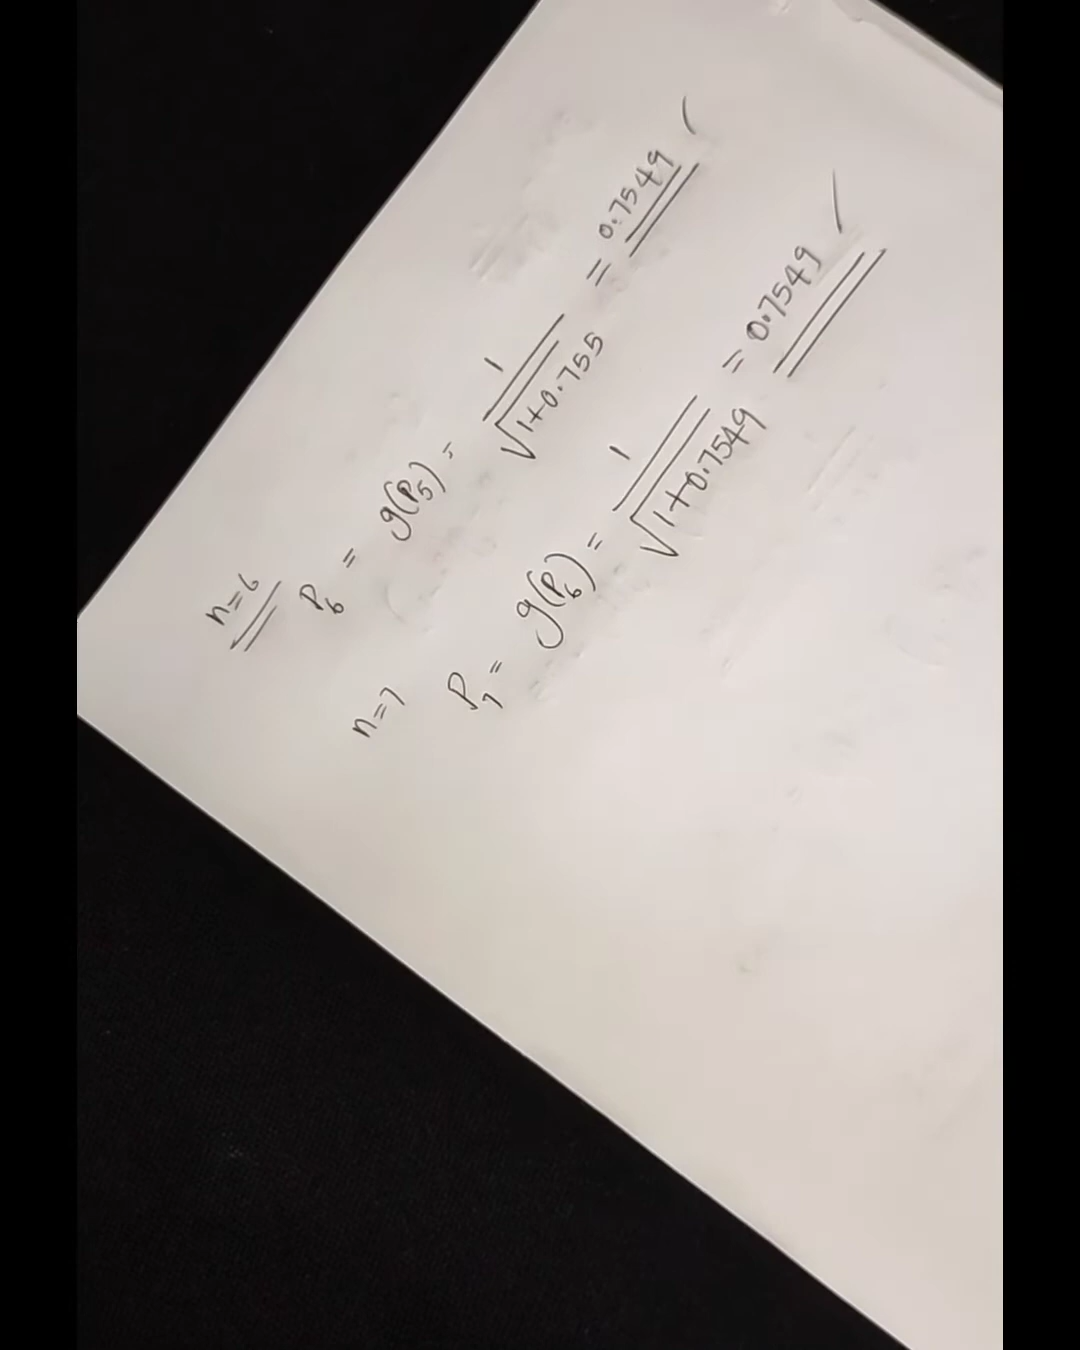 n=6
P₆ = g(P₅) = 1/√(1+0.755) = 0.7549 ✓
n=7
P₇ = g(P₆) = 1/√(1+0.7549) = 0.7549 ✓